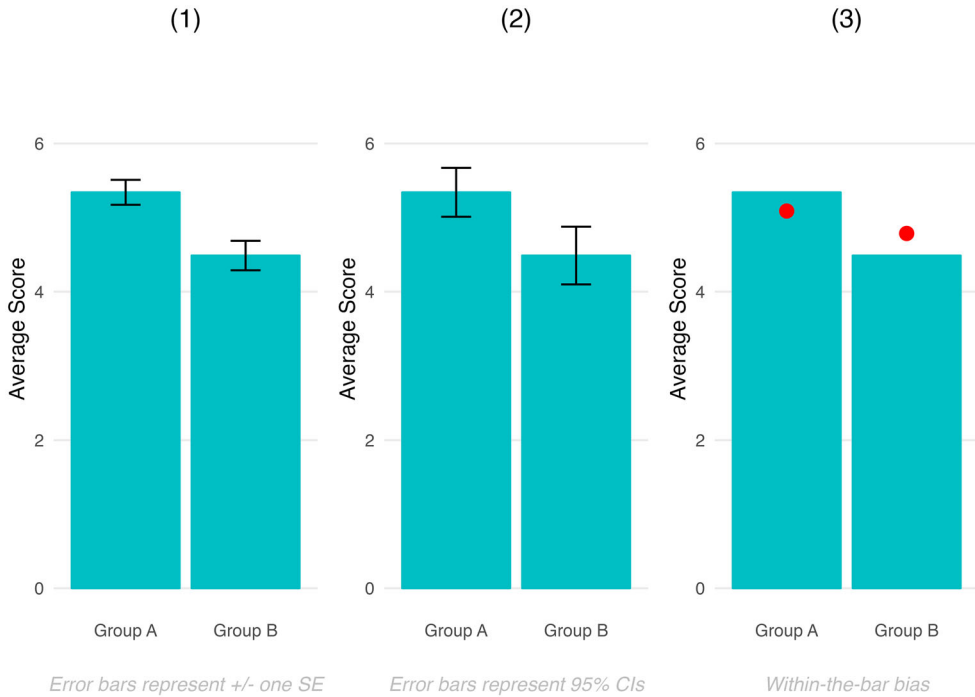 (1)
(2)
(3)
6
4
2
0
Average Score
Group A
Group B
Error bars represent +/- one SE
6
4
2
0
Average Score
Group A
Group B
Error bars represent 95% CIs
6
4
2
0
Average Score
Group A
Group B
Within-the-bar bias